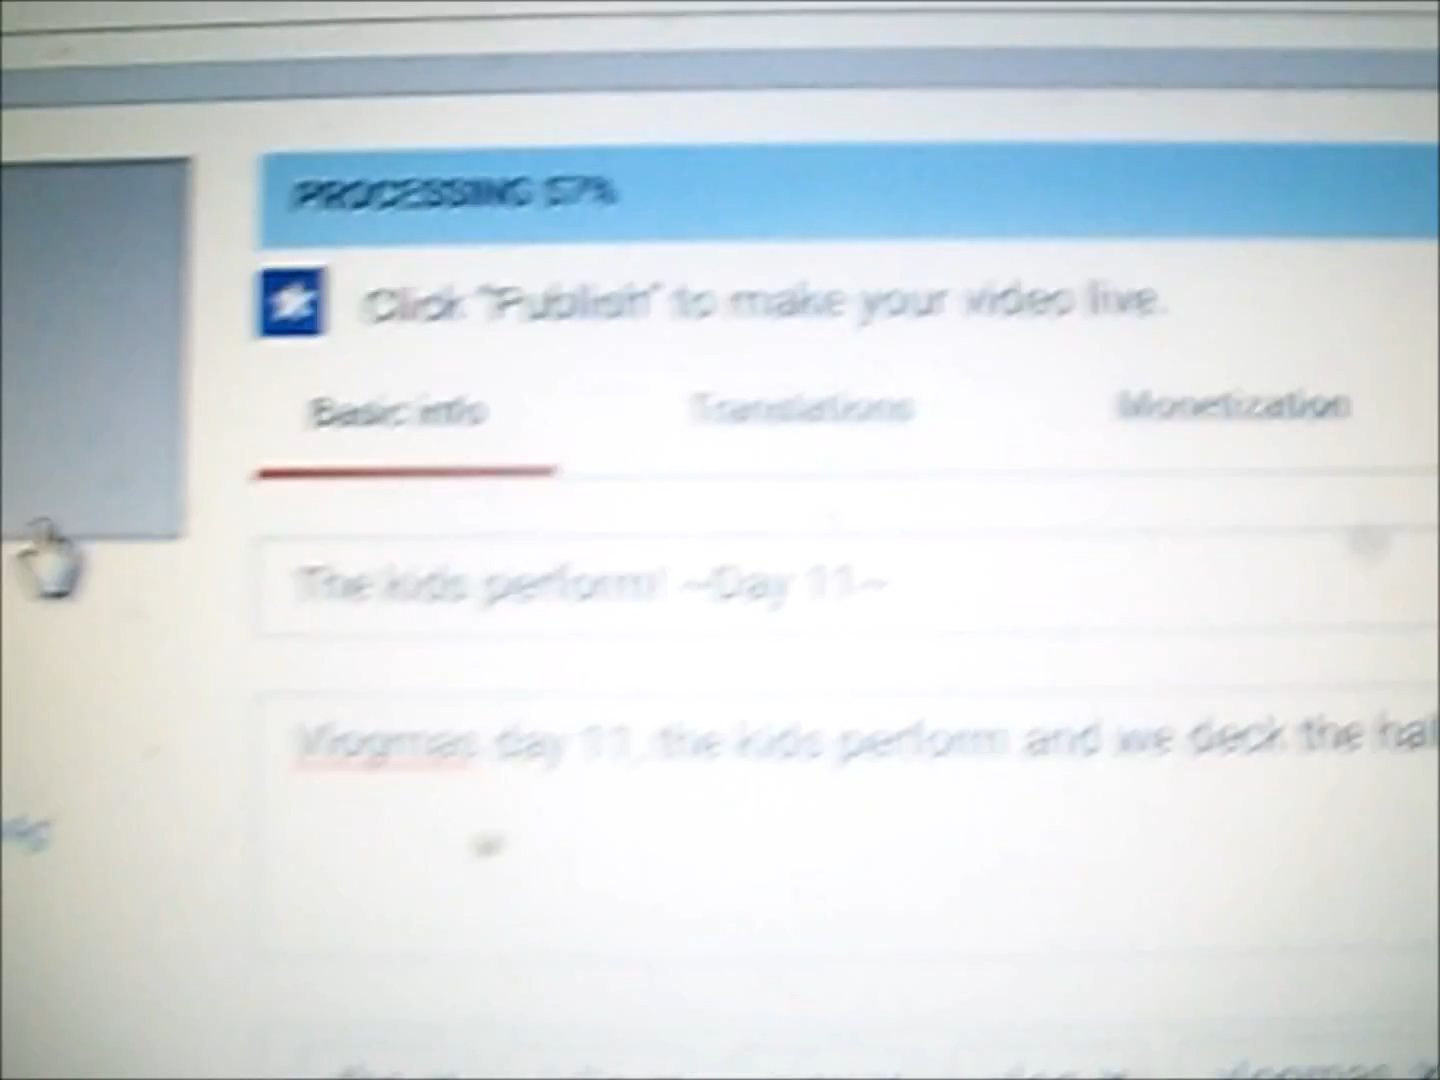 PROCESSING 57%
Click "Publish" to make your video live.
Basic info Translations Monetization
The kids perform! ~Day 11~
Vlogmas day 11, the kids perform and we deck the hal
vlogmas